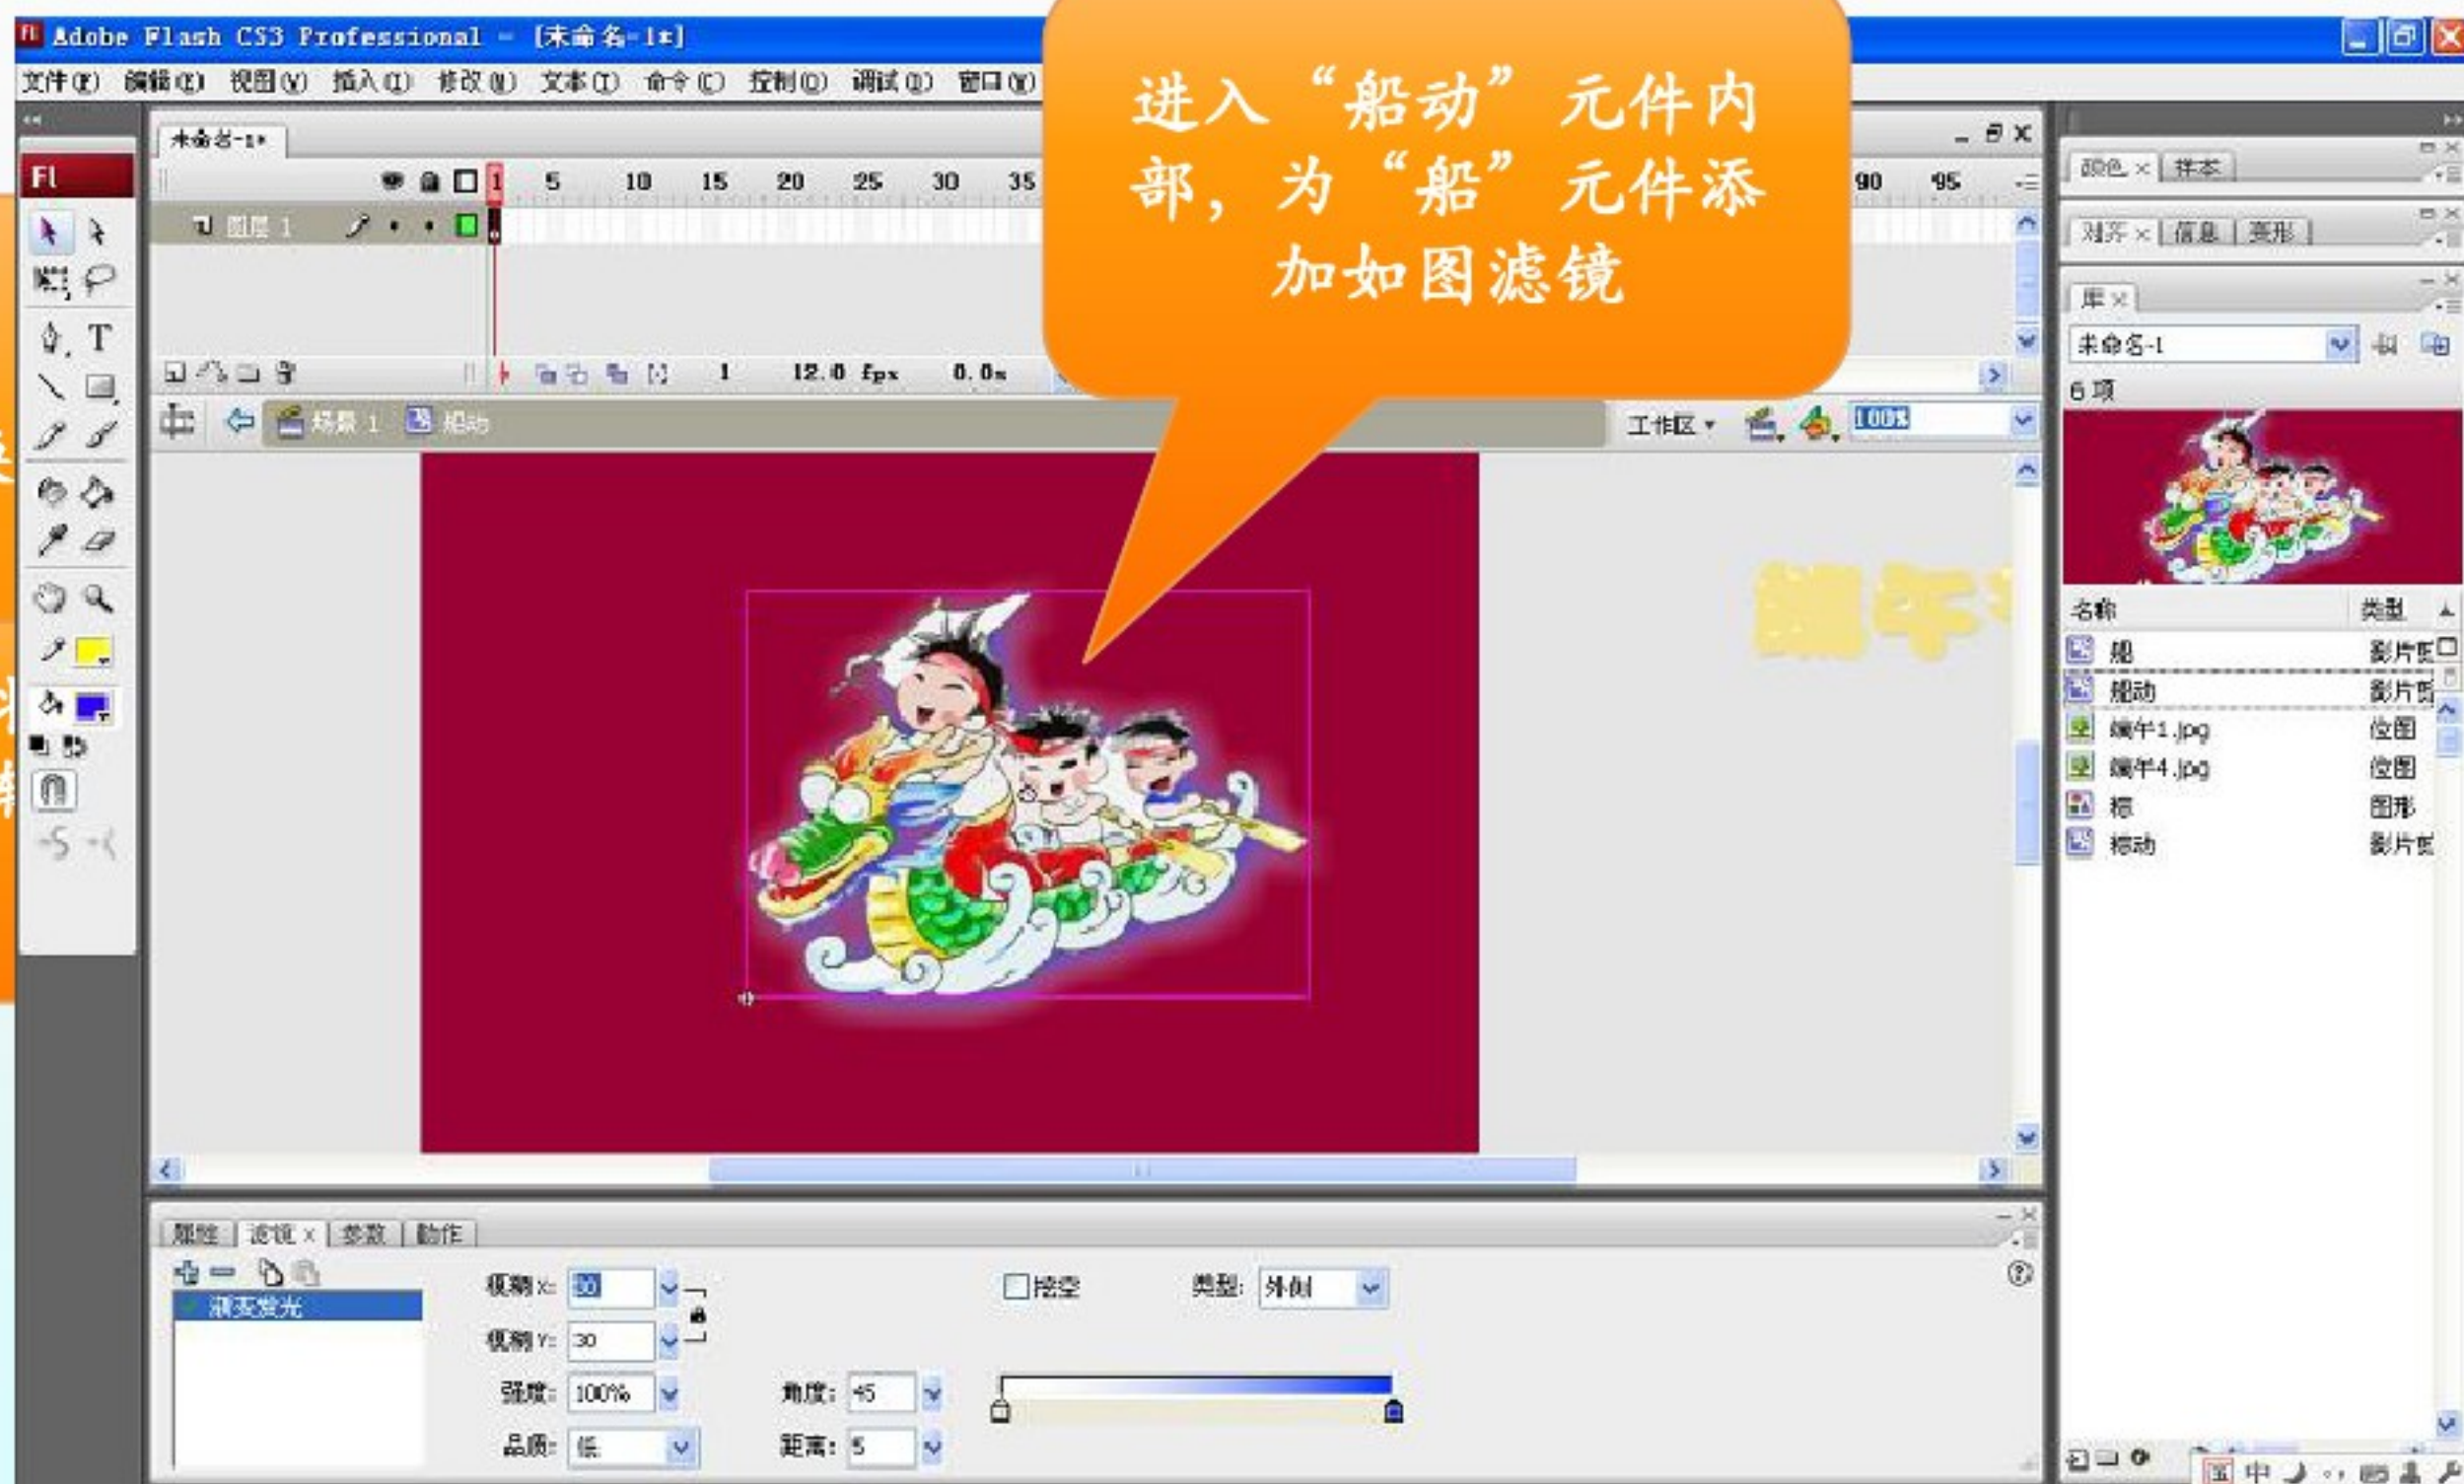 Adobe Flash CS3 Professional - [未命名-1*]
文件(F) 编辑(E) 视图(V) 插入(I) 修改(M) 文本(T) 命令(C) 控制(O) 调试(D) 窗口(W)
进入“船动”元件内
部，为“船”元件添
加如图滤镜
未命名-1*
Fl
1 5 10 15 20 25 30 35 90 95
图层 1
1 12.0 fps 0.0s
场景 1 船动
工作区 100%
颜色 × 样本
对齐 × 信息 变形
库 ×
未命名-1
6 项
名称 类型
船 影片剪
船动 影片剪
端午1.jpg 位图
端午4.jpg 位图
粽 图形
粽动 影片剪
端午
属性 滤镜 × 参数 动作
渐变发光
模糊 X: 30
模糊 Y: 30
强度: 100%
品质: 低
角度: 45
距离: 5
挖空
类型: 外侧
中